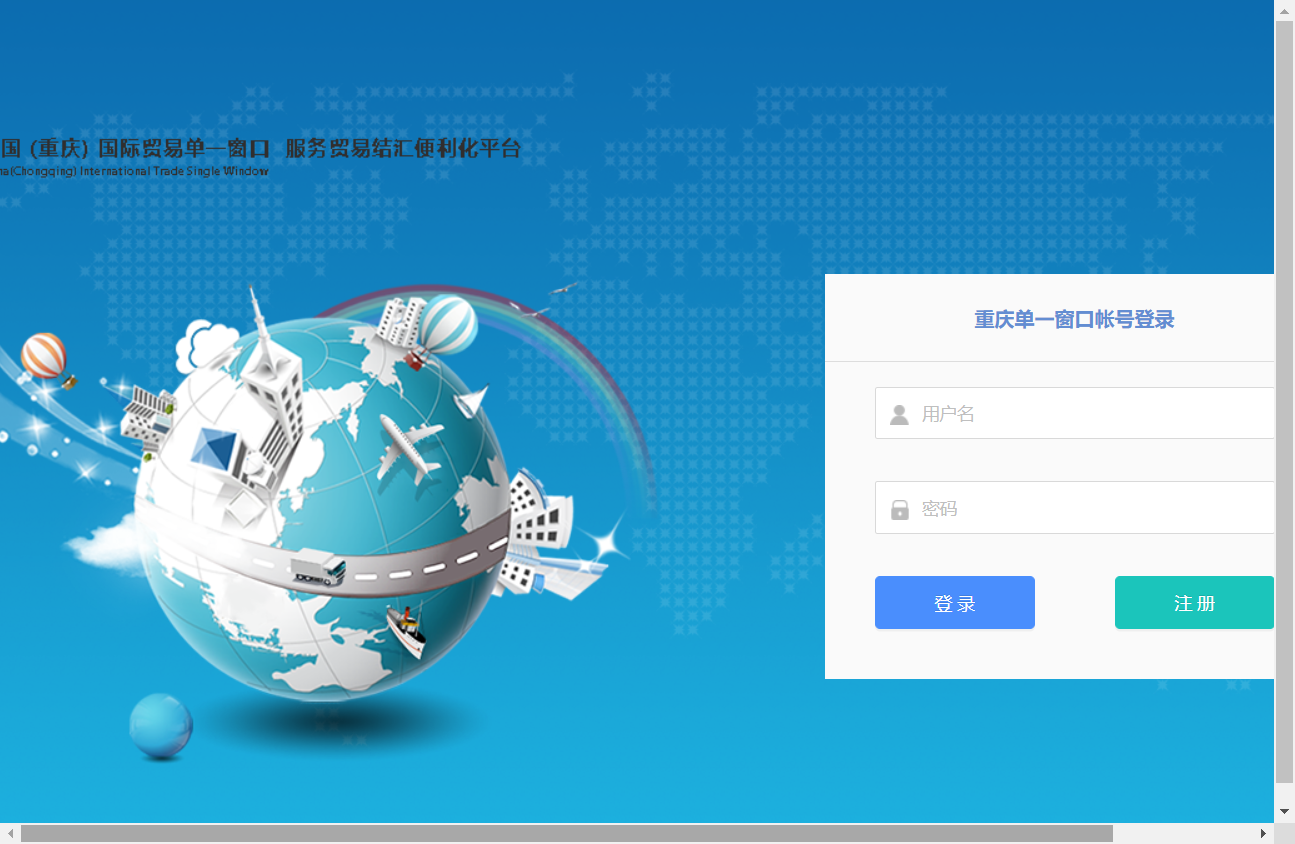 国 (重庆) 国际贸易单一窗口 服务贸易结汇便利化平台
na(Chongqing) International Trade Single Window
重庆单一窗口帐号登录
用户名
密码
登 录
注 册